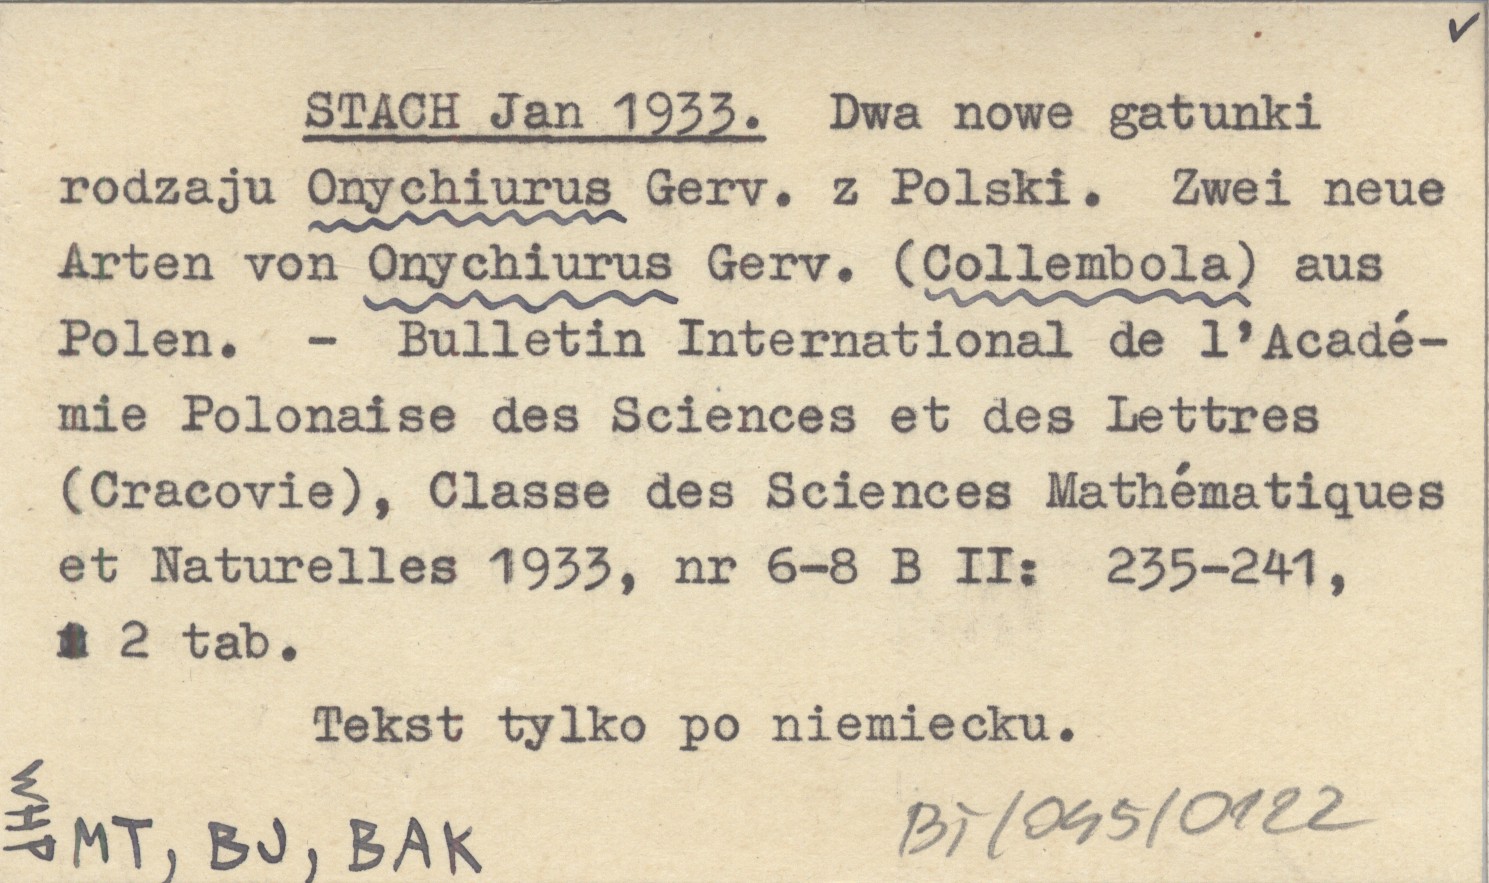 STACH Jan 1933. Dwa nowe gatunki
rodzaju Onychiurus Gerv. z Polski. Zwei neue
Arten von Onychiurus Gerv. (Collembola) aus
Polen. - Bulletin International de l'Acadé-
mie Polonaise des Sciences et des Lettres
(Cracovie), Classe des Sciences Mathématiques
et Naturelles 1933, nr 6-8 B II: 235-241,
2 tab.
Tekst tylko po niemiecku.
WHP
MT, BJ, BAK
BI/045/0122